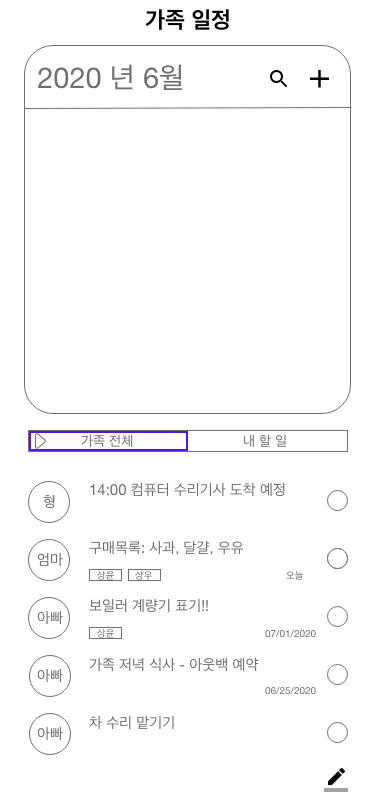 가족 일정
2020 년 6월
가족 전체 내 할 일
형 14:00 컴퓨터 수리기사 도착 예정
엄마 구매목록: 사과, 달걀, 우유
상윤 상우 오늘
아빠 보일러 계량기 표기!!
상윤 07/01/2020
아빠 가족 저녁 식사 - 아웃백 예약
06/25/2020
아빠 차 수리 맡기기